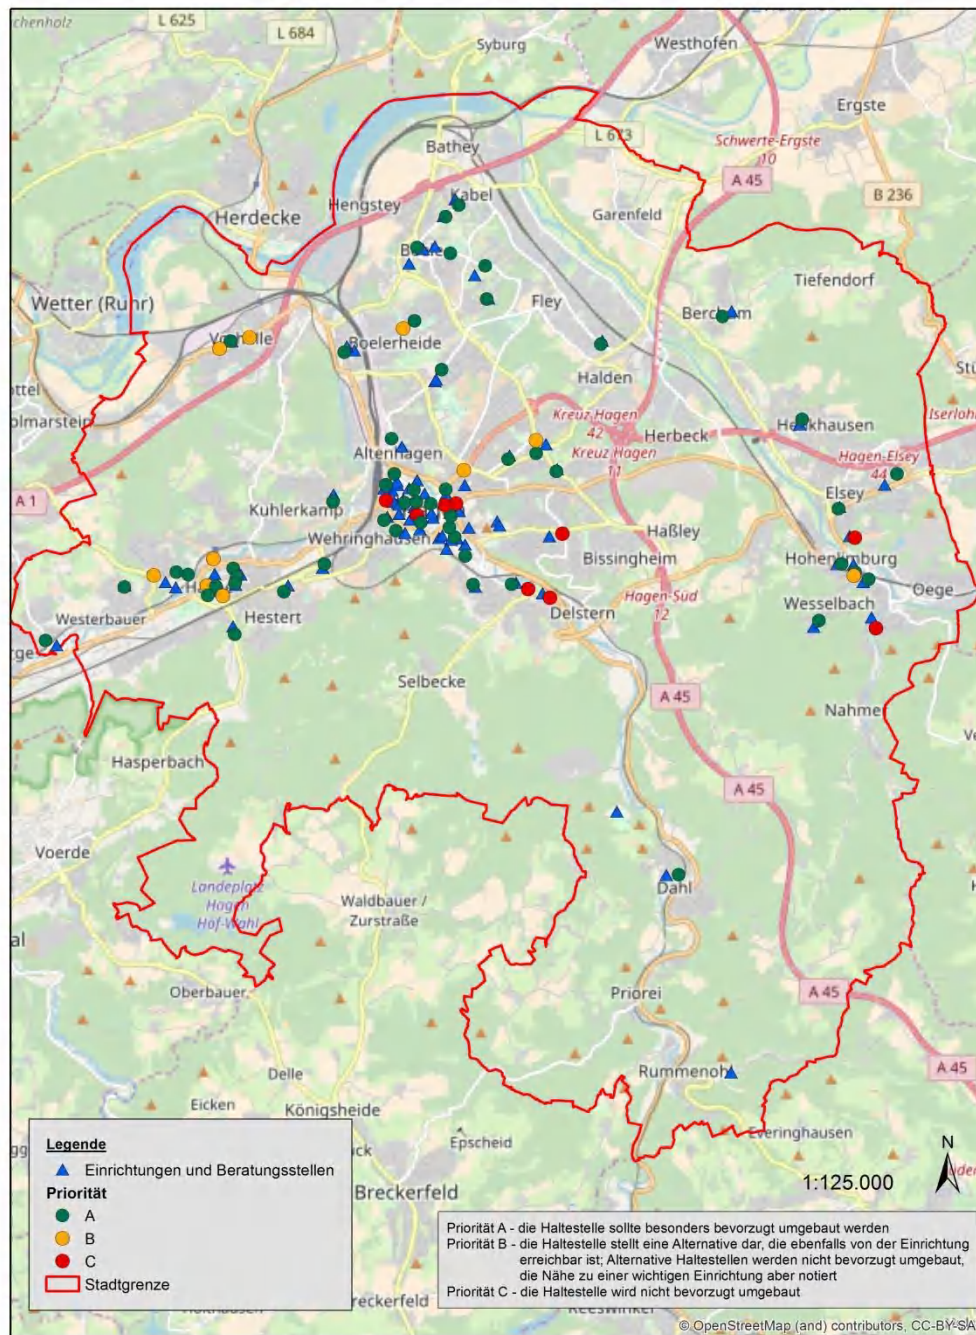 L 625
L 684
Syburg
Westhofen
Ergste
L 673
Schwerte-Ergste
10
A 45
B 236
Bathey
Kabel
Hengstey
Herdecke
Garenfeld
Wetter (Ruhr)
Fley
Tiefendorf
Boelerheide
Halden
Kreuz Hagen
42
Kreuz Hagen
11
Herbeck
Hagen-Elsey
44
Altenhagen
A 1
Kuhlerkamp
Elsey
Wehringhausen
Haßley
Bissingheim
Hohenlimburg
Hagen-Süd
12
Oege
Westerbauer
Hestert
Delstern
Wesselbach
Selbecke
A 45
Nahmer
Hasperbach
A 45
Voerde
Landeplatz
Hagen
Hof-Wahl
Waldbauer /
Zurstraße
Dahl
Oberbauer
Priorei
A 45
Delle
A 45
Eicken
Königsheide
Epscheid
Everinghausen
Breckerfeld
Legende
Einrichtungen und Beratungsstellen
Priorität
A
B
C
Stadtgrenze
N
1:125.000
Priorität A - die Haltestelle sollte besonders bevorzugt umgebaut werden
Priorität B - die Haltestelle stellt eine Alternative dar, die ebenfalls von der Einrichtung
erreichbar ist; Alternative Haltestellen werden nicht bevorzugt umgebaut,
die Nähe zu einer wichtigen Einrichtung aber notiert
Priorität C - die Haltestelle wird nicht bevorzugt umgebaut
© OpenStreetMap (and) contributors, CC-BY-SA